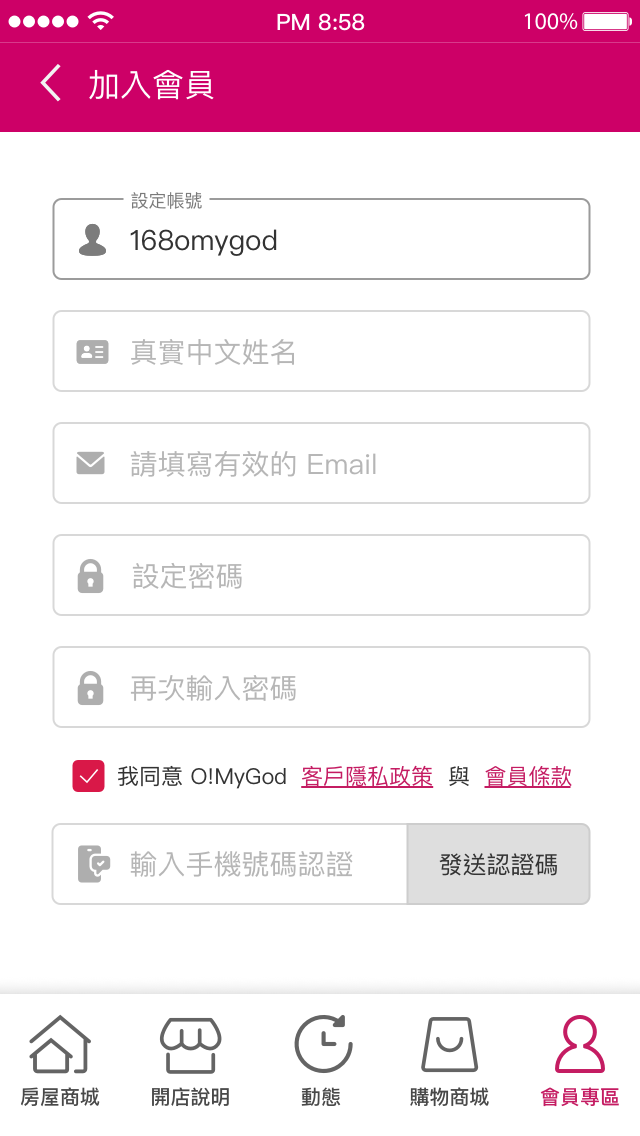 PM 8:58
100%
加入會員
設定帳號
168omygod
真實中文姓名
請填寫有效的 Email
設定密碼
再次輸入密碼
我同意 O!MyGod 客戶隱私政策 與 會員條款
輸入手機號碼認證
發送認證碼
房屋商城
開店說明
動態
購物商城
會員專區